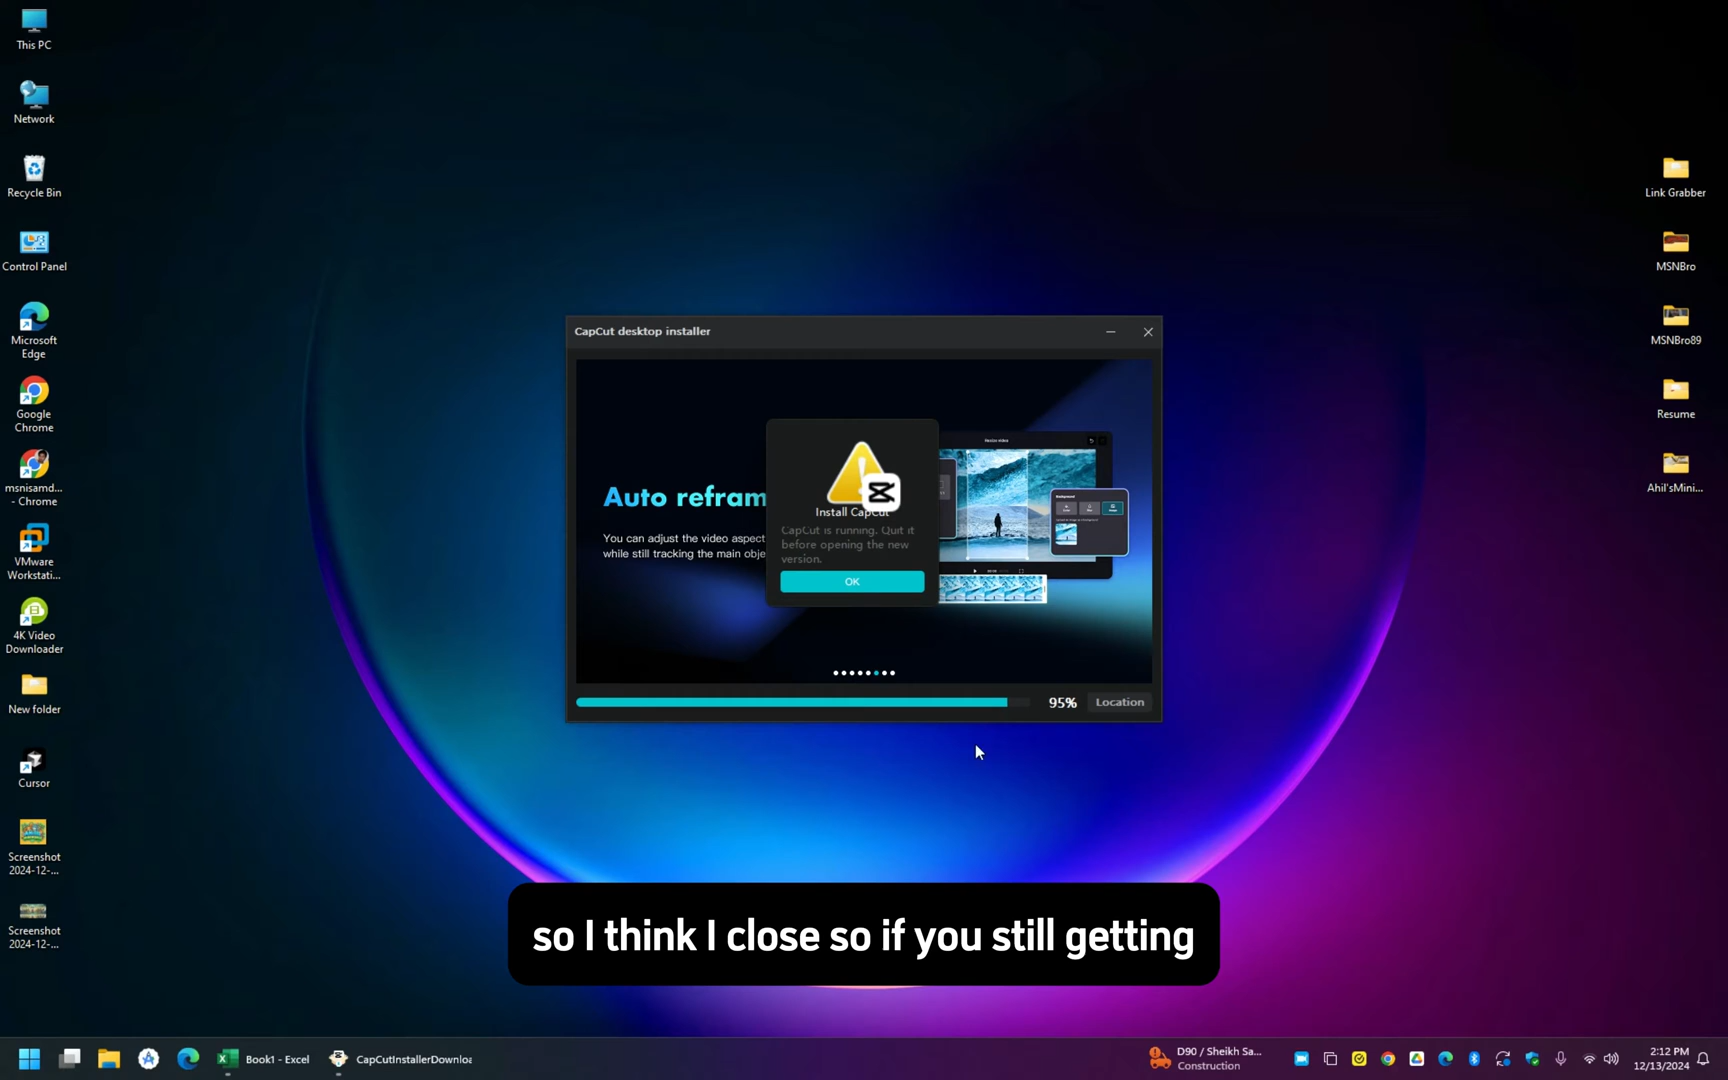 This PC
Network
Recycle Bin
Control Panel
Microsoft
Edge
Google
Chrome
msnisamd...
- Chrome
VMware
Workstati...
4K Video
Downloader
New folder
Cursor
Screenshot
2024-12-...
Screenshot
2024-12-...
Link Grabber
MSNBro
MSNBro89
Resume
Ahil'sMini...
CapCut desktop installer
Auto refram
You can adjust the video aspect
while still tracking the main obje
Install CapCut
CapCut is running. Quit it
before opening the new
version.
OK
Background
95%
Location
so I think I close so if you still getting
Book1 - Excel
CapCutInstallerDownloa
D90 / Sheikh Sa...
Construction
2:12 PM
12/13/2024